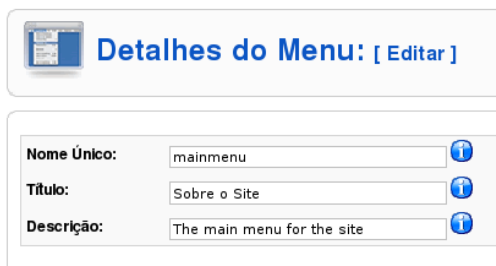 Detalhes do Menu: [ Editar ]
Nome Único: mainmenu
Título: Sobre o Site
Descrição: The main menu for the site